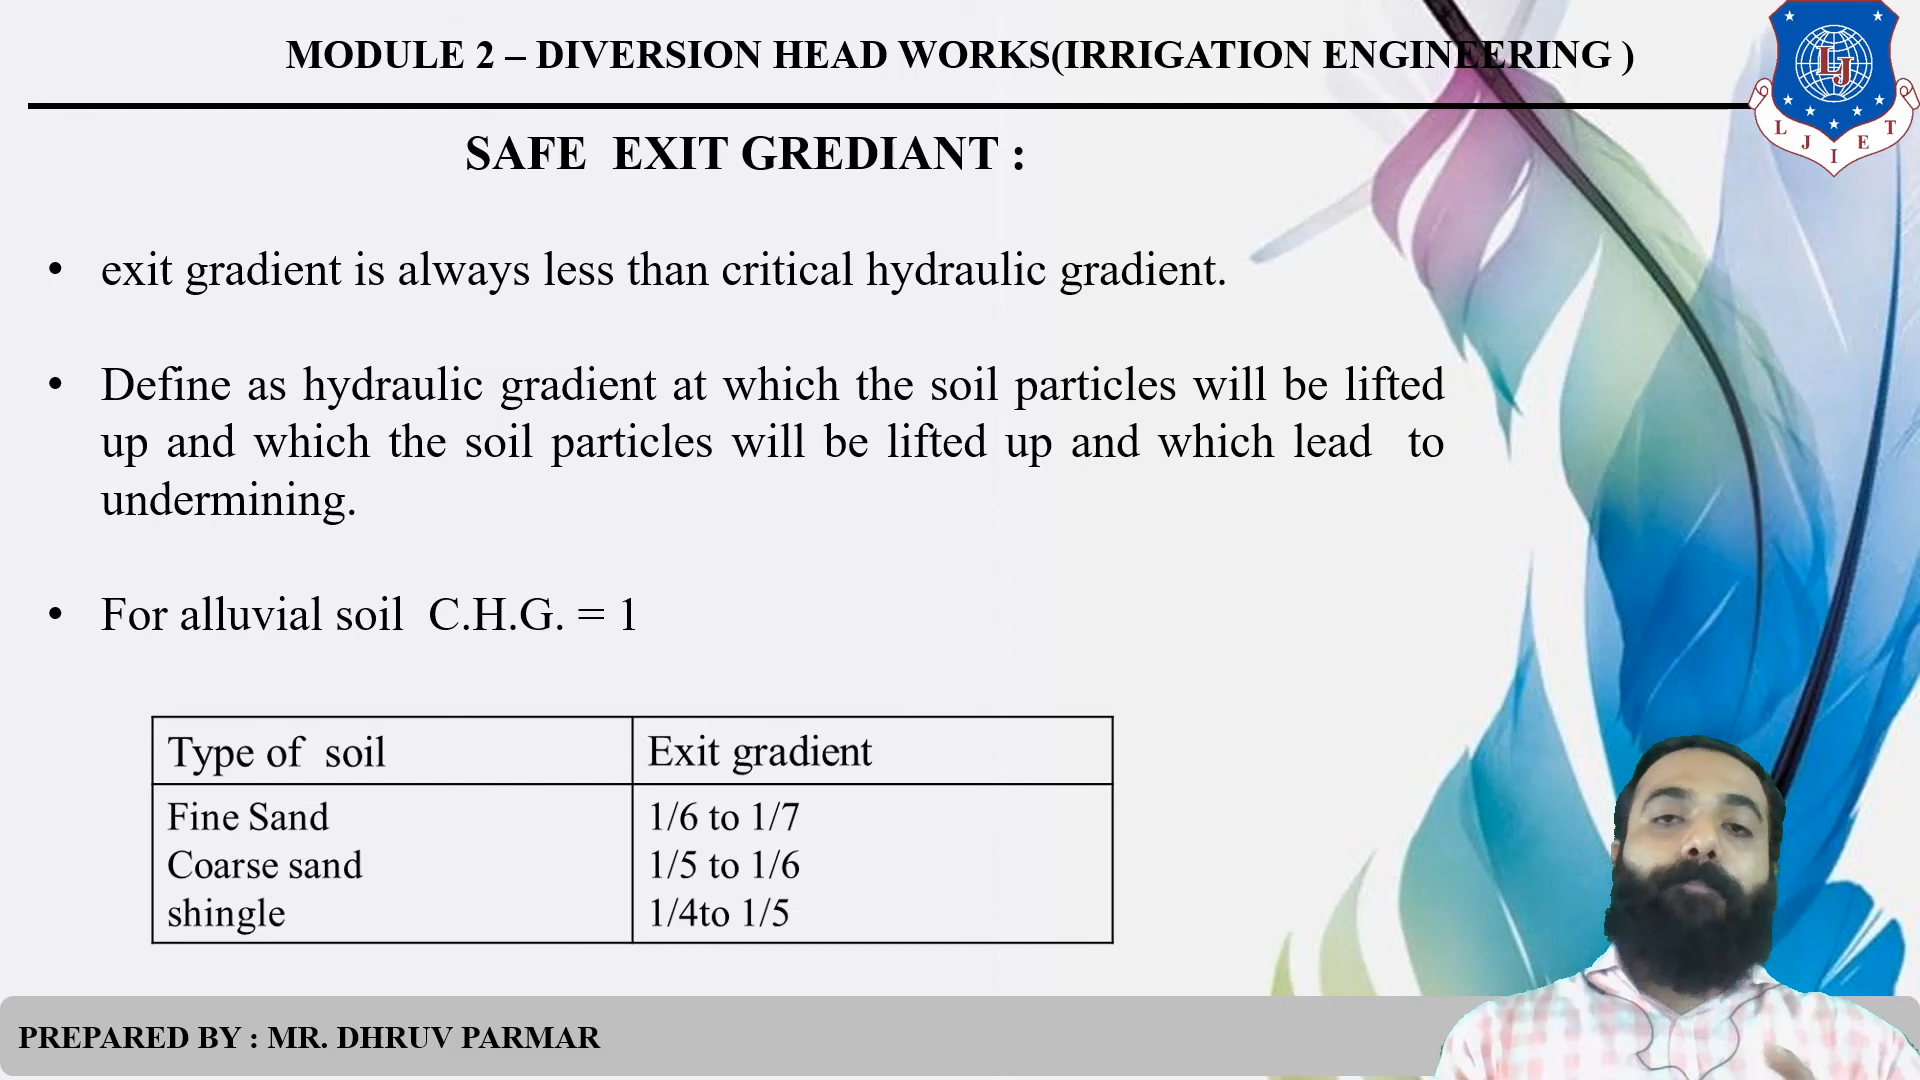 MODULE 2 – DIVERSION HEAD WORKS(IRRIGATION ENGINEERING )
LJ
L J I E T
SAFE EXIT GREDIANT :
• exit gradient is always less than critical hydraulic gradient.
• Define as hydraulic gradient at which the soil particles will be lifted
up and which the soil particles will be lifted up and which lead to
undermining.
• For alluvial soil C.H.G. = 1
Type of soil Exit gradient
Fine Sand 1/6 to 1/7
Coarse sand 1/5 to 1/6
shingle 1/4to 1/5
PREPARED BY : MR. DHRUV PARMAR